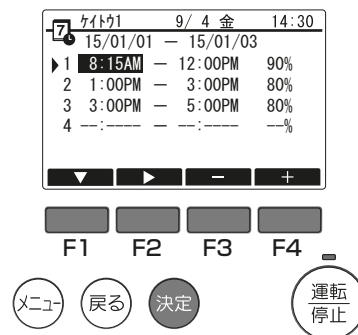 7 ｹｲﾄｳ1 9/ 4 金 14:30
15/01/01 — 15/01/03
1 8:15AM — 12:00PM 90%
2 1:00PM — 3:00PM 80%
3 3:00PM — 5:00PM 80%
4 --:---- — --:---- --%
▼ ▶ − +
F1 F2 F3 F4
メニュー 戻る 決定 運転
停止